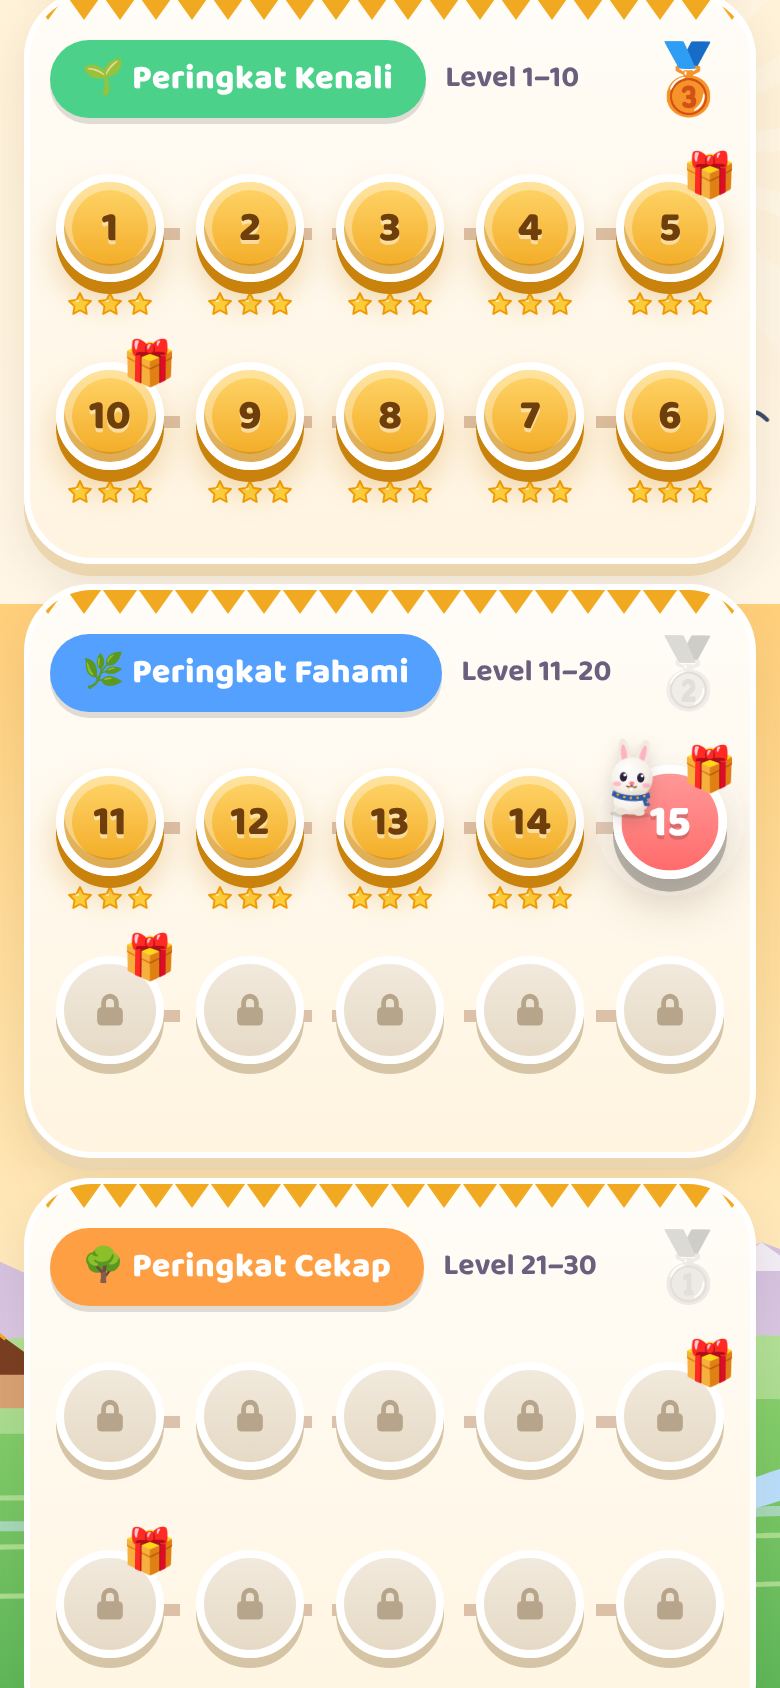 Peringkat Kenali Level 1–10
3
1 2 3 4 5
10 9 8 7 6
Peringkat Fahami Level 11–20
2
11 12 13 14 15
Peringkat Cekap Level 21–30
1